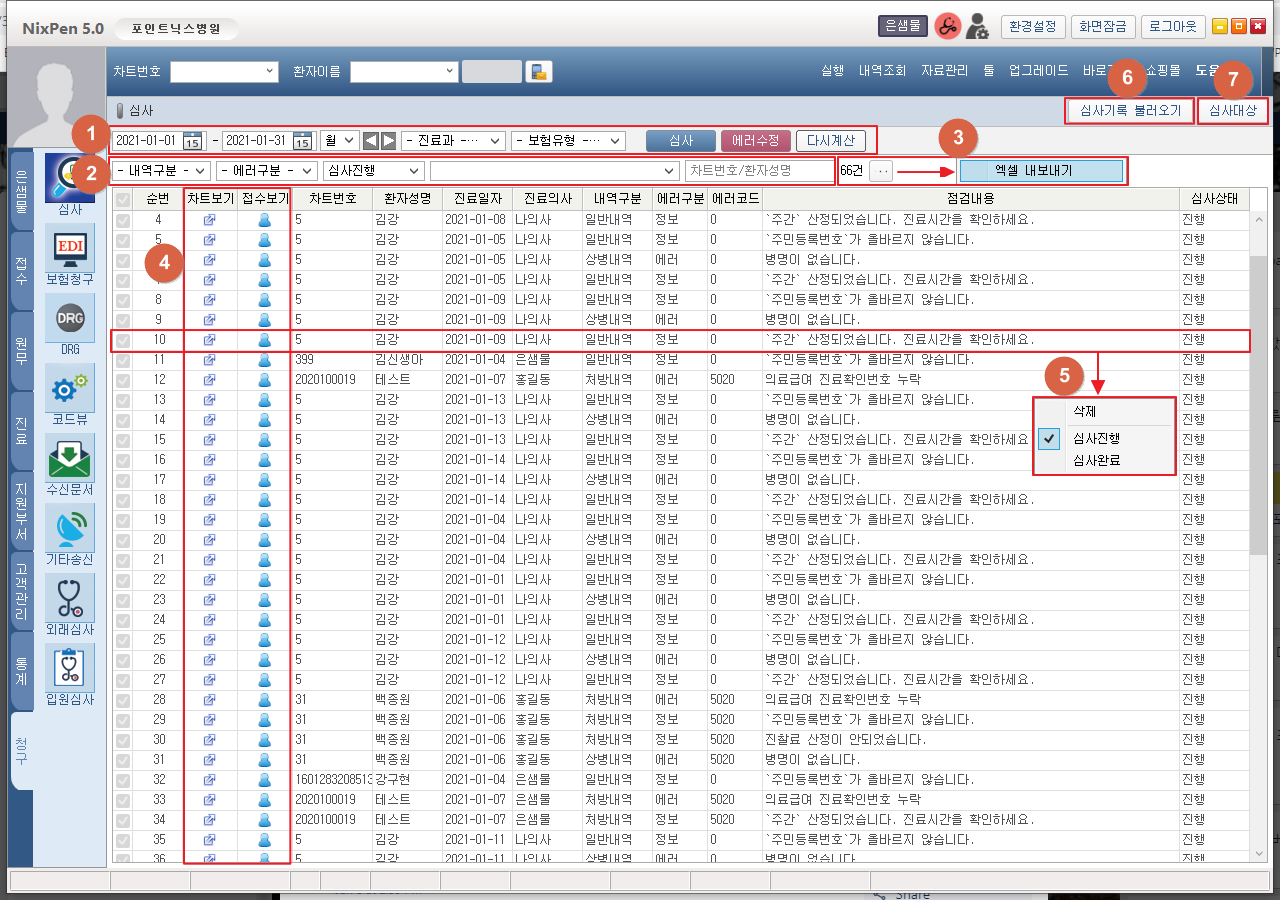 NixPen 5.0 포인트닉스병원 은샘물 환경설정 화면잠금 로그아웃
차트번호 환자이름 실행 내역조회 자료관리 툴 업그레이드 쇼핑몰
심사 6 심사기록 불러오기 7 심사대상
1 2021-01-01 15 - 2021-01-31 15 월 - 진료과 -··· - 보험유형 -··· 심사 에러수정 다시계산 3
2 - 내역구분 - - 에러구분 - 심사진행 차트번호/환자성명 66건 ·· 엑셀 내보내기
은샘물
접수
원무
진료
지원부서
고객관리
통계
청구
심사
EDI
보험청구
DRG
DRG
코드뷰
수신문서
기타송신
외래심사
입원심사
순번 차트보기 접수보기 차트번호 환자성명 진료일자 진료의사 내역구분 에러구분 에러코드 점검내용 심사상태
4 5 김강 2021-01-08 나의사 일반내역 정보 0 `주간` 산정되었습니다. 진료시간을 확인하세요. 진행
5 5 김강 2021-01-05 나의사 일반내역 정보 0 `주민등록번호`가 올바르지 않습니다. 진행
4 5 김강 2021-01-05 나의사 상병내역 에러 0 병명이 없습니다. 진행
5 김강 2021-01-05 나의사 일반내역 정보 0 `주간` 산정되었습니다. 진료시간을 확인하세요. 진행
8 5 김강 2021-01-09 나의사 일반내역 정보 0 `주민등록번호`가 올바르지 않습니다. 진행
9 5 김강 2021-01-09 나의사 상병내역 에러 0 병명이 없습니다. 진행
10 5 김강 2021-01-09 나의사 일반내역 정보 0 `주간` 산정되었습니다. 진료시간을 확인하세요. 진행
11 399 김신생아 2021-01-04 은샘물 일반내역 정보 0 `주민등록번호`가 올바르지 않습니다. 진행
12 2020100019 테스트 2021-01-07 홍길동 처방내역 에러 5020 의료급여 진료확인번호 누락 진행
13 5 김강 2021-01-13 나의사 일반내역 정보 0 `주민등록번호`가 올바르지 않습니다. 진행
14 5 김강 2021-01-13 나의사 상병내역 에러 0 병명이 없습니다. 진행
15 5 김강 2021-01-13 나의사 일반내역 정보 0 `주간` 산정되었습니다. 진료시간을 확인하세요 진행
16 5 김강 2021-01-14 나의사 일반내역 정보 0 `주민등록번호`가 올바르지 않습니다. 진행
17 5 김강 2021-01-14 나의사 상병내역 에러 0 병명이 없습니다. 진행
18 5 김강 2021-01-14 나의사 일반내역 정보 0 `주간` 산정되었습니다. 진료시간을 확인하세요. 진행
19 5 김강 2021-01-04 나의사 일반내역 정보 0 `주민등록번호`가 올바르지 않습니다. 진행
20 5 김강 2021-01-04 나의사 상병내역 에러 0 병명이 없습니다. 진행
21 5 김강 2021-01-04 나의사 일반내역 정보 0 `주간` 산정되었습니다. 진료시간을 확인하세요. 진행
22 5 김강 2021-01-01 나의사 일반내역 정보 0 `주민등록번호`가 올바르지 않습니다. 진행
23 5 김강 2021-01-01 나의사 상병내역 에러 0 병명이 없습니다. 진행
24 5 김강 2021-01-01 나의사 일반내역 정보 0 `주간` 산정되었습니다. 진료시간을 확인하세요. 진행
25 5 김강 2021-01-12 나의사 일반내역 정보 0 `주민등록번호`가 올바르지 않습니다. 진행
26 5 김강 2021-01-12 나의사 상병내역 에러 0 병명이 없습니다. 진행
27 5 김강 2021-01-12 나의사 일반내역 정보 0 `주간` 산정되었습니다. 진료시간을 확인하세요. 진행
28 31 백종원 2021-01-06 홍길동 처방내역 에러 5020 의료급여 진료확인번호 누락 진행
29 31 백종원 2021-01-06 홍길동 처방내역 정보 5020 `주민등록번호`가 올바르지 않습니다. 진행
30 31 백종원 2021-01-06 홍길동 처방내역 정보 5020 진찰료 산정이 안되었습니다. 진행
31 31 백종원 2021-01-06 홍길동 처방내역 에러 5020 병명이 없습니다. 진행
32 1601283208513 강구현 2021-01-04 은샘물 일반내역 정보 0 `주민등록번호`가 올바르지 않습니다. 진행
33 2020100019 테스트 2021-01-07 은샘물 처방내역 에러 5020 의료급여 진료확인번호 누락 진행
34 2020100019 테스트 2021-01-07 은샘물 처방내역 정보 5020 `주간` 산정되었습니다. 진료시간을 확인하세요. 진행
35 5 김강 2021-01-11 나의사 일반내역 정보 0 `주민등록번호`가 올바르지 않습니다. 진행
36 5 김강 2021-01-11 나의사 상병내역 에러 0 병명이 없습니다. 진행
5
삭제
심사진행
심사완료
Share